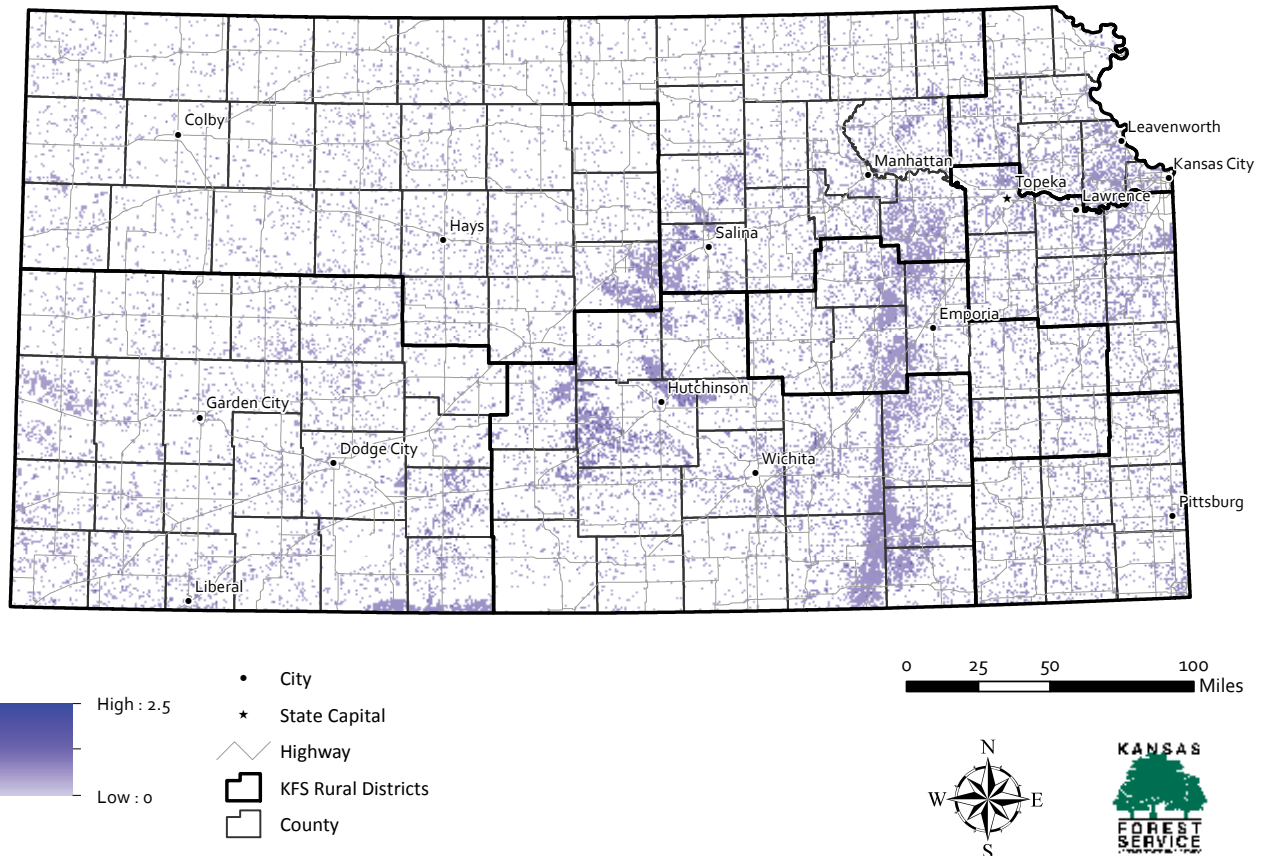 Leavenworth
Colby
Manhattan
Kansas City
Topeka
Lawrence
Hays
Salina
Emporia
Hutchinson
Garden City
Dodge City
Wichita
Pittsburg
Liberal
High : 2.5
Low : 0
City
State Capital
Highway
KFS Rural Districts
County
0 25 50 100
Miles
N
W E
S
KANSAS
FOREST
SERVICE